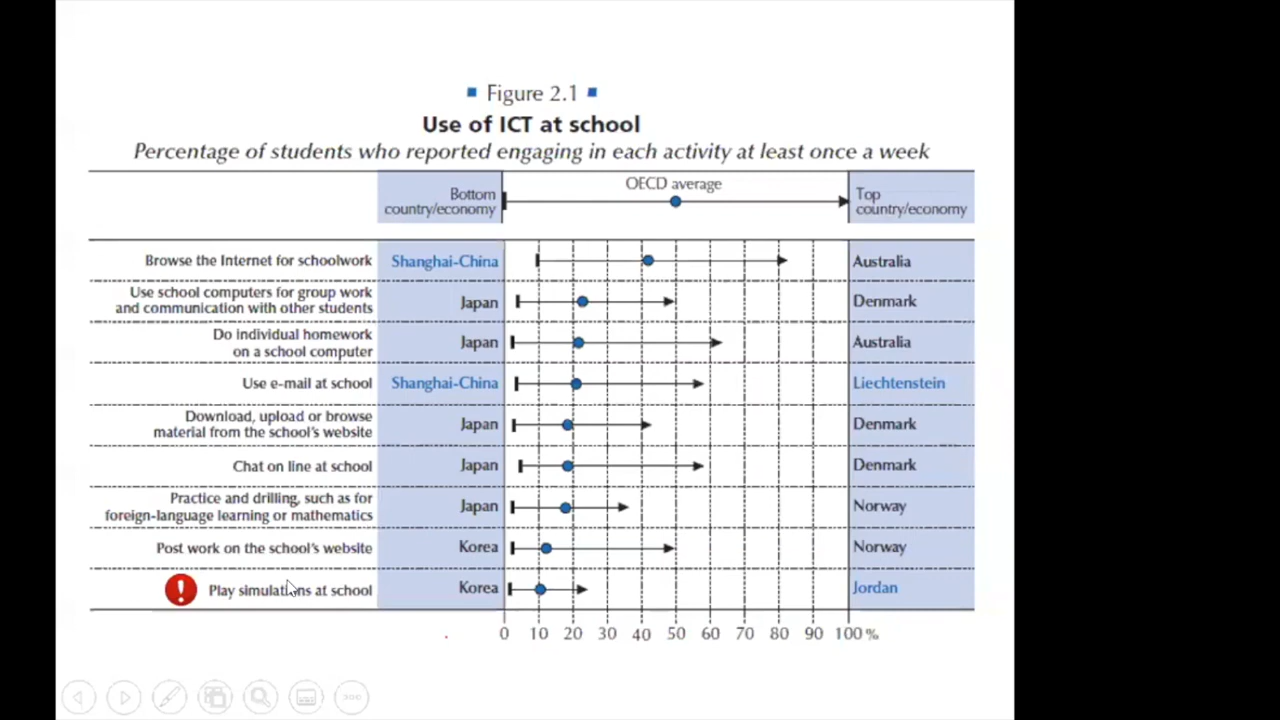 Figure 2.1
Use of ICT at school
Percentage of students who reported engaging in each activity at least once a week
Bottom
country/economy
OECD average
Top
country/economy
Browse the Internet for schoolwork
Shanghai-China
Australia
Use school computers for group work
and communication with other students
Japan
Denmark
Do individual homework
on a school computer
Japan
Australia
Use e-mail at school
Shanghai-China
Liechtenstein
Download, upload or browse
material from the school's website
Japan
Denmark
Chat on line at school
Japan
Denmark
Practice and drilling, such as for
foreign-language learning or mathematics
Japan
Norway
Post work on the school's website
Korea
Norway
! Play simulations at school
Korea
Jordan
0 10 20 30 40 50 60 70 80 90 100 %